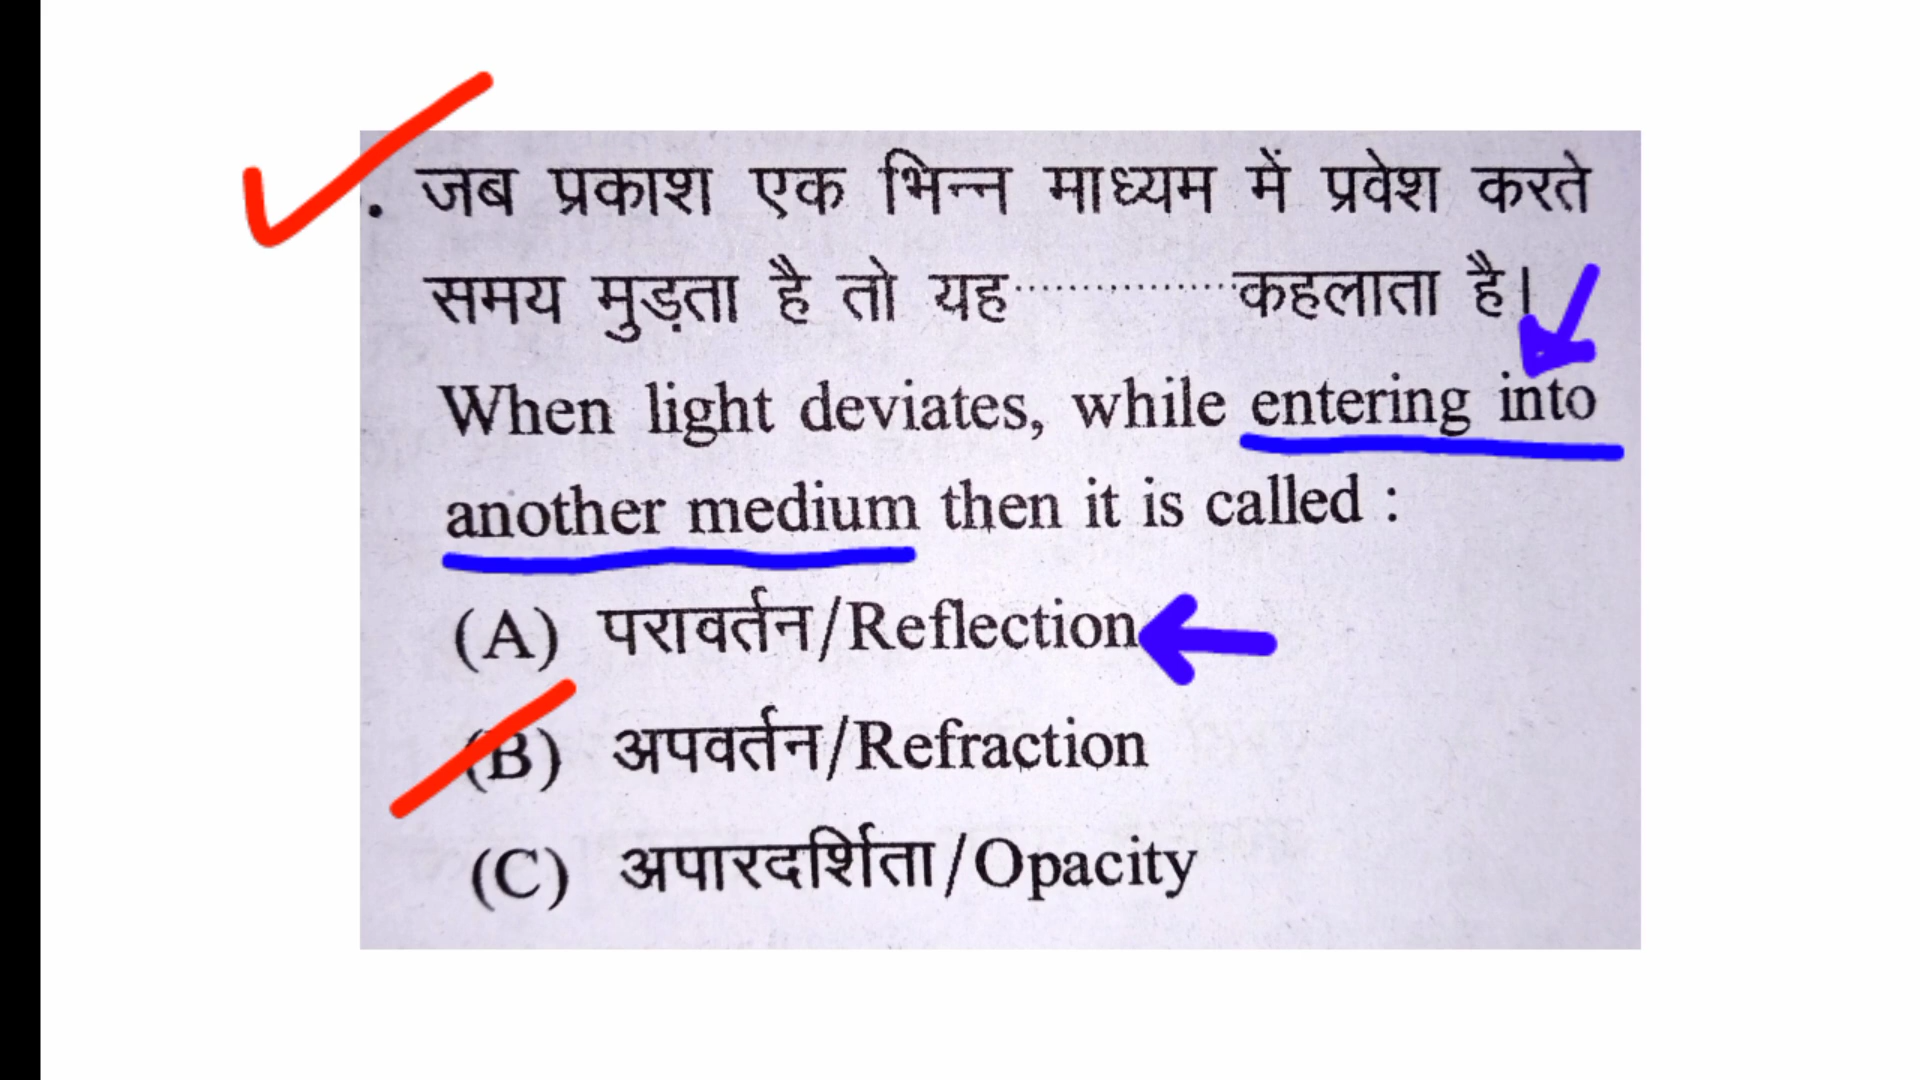 . जब प्रकाश एक भिन्न माध्यम में प्रवेश करते
समय मुड़ता है तो यह ................ कहलाता है।
When light deviates, while entering into
another medium then it is called :
(A) परावर्तन/Reflection
(B) अपवर्तन/Refraction
(C) अपारदर्शिता/Opacity